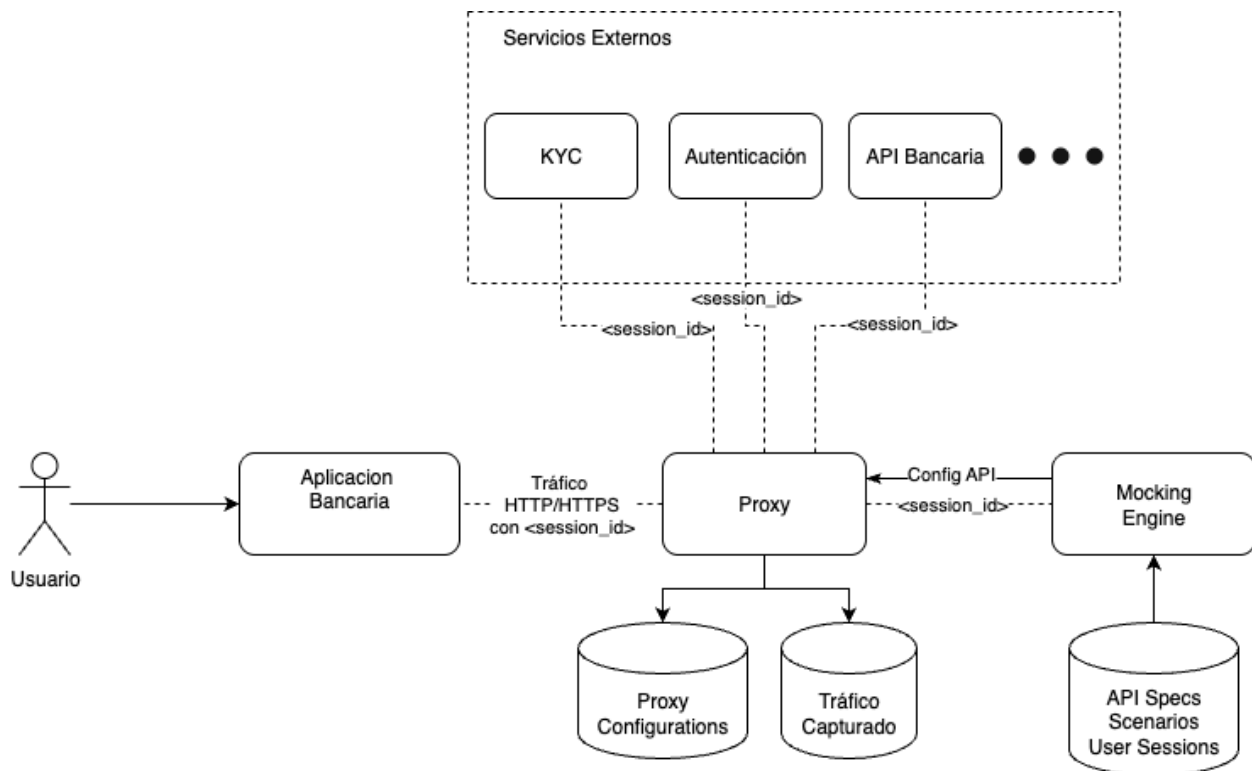 Servicios Externos
KYC
Autenticación
API Bancaria
<session_id>
<session_id>
<session_id>
Usuario
Aplicacion
Bancaria
Tráfico
HTTP/HTTPS
con <session_id>
Proxy
Config API
<session_id>
Mocking
Engine
Proxy
Configurations
Tráfico
Capturado
API Specs
Scenarios
User Sessions